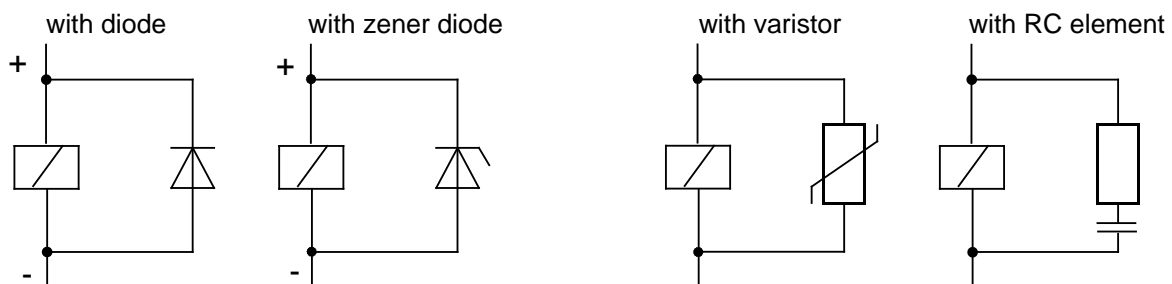 with diode
with zener diode
with varistor
with RC element
+
+
-
-